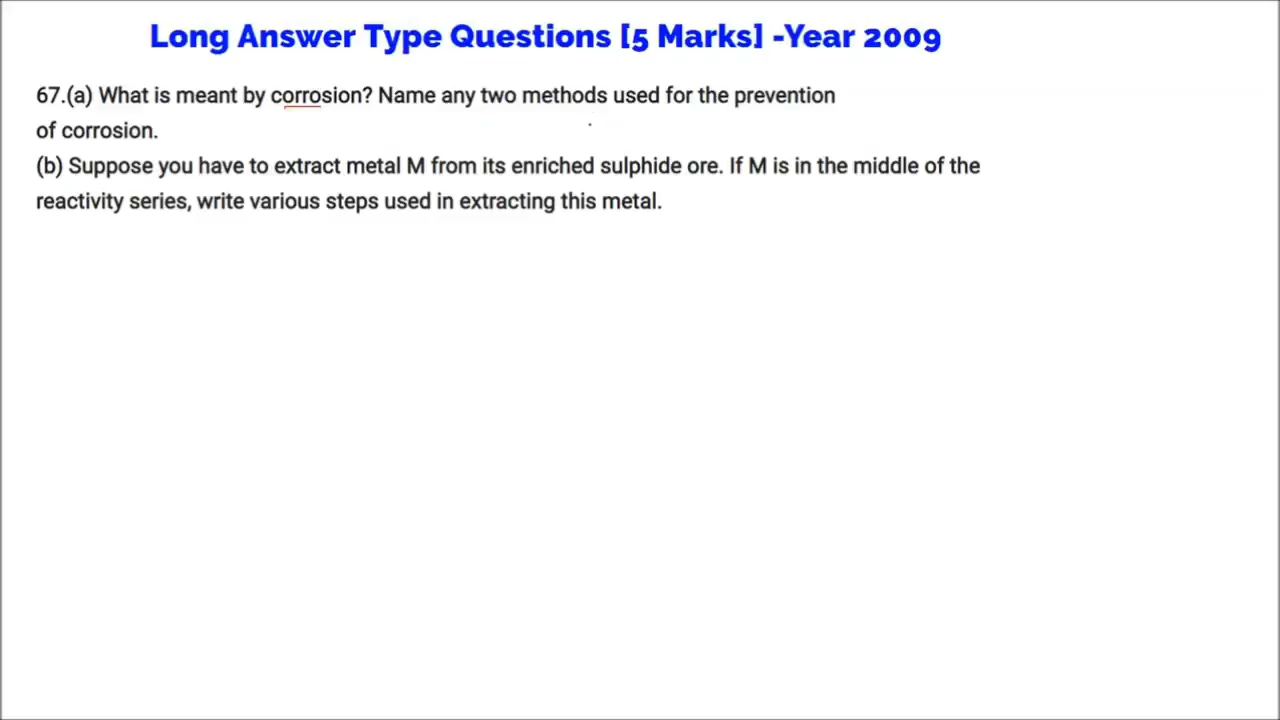 Long Answer Type Questions [5 Marks] -Year 2009
67.(a) What is meant by corrosion? Name any two methods used for the prevention
of corrosion.
(b) Suppose you have to extract metal M from its enriched sulphide ore. If M is in the middle of the
reactivity series, write various steps used in extracting this metal.